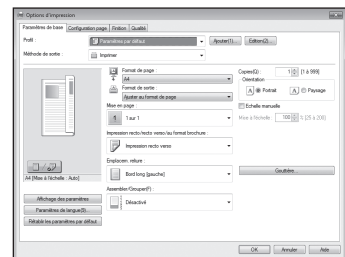 Options d'impression
Paramètres de base Configuration page Finition Qualité
Profil : Paramètres par défaut Ajouter(1)... Edition(2)...
Méthode de sortie : Imprimer
Format de page : Copies(Q) : 1 [1 à 999]
A4
Orientation
Format de sortie : A Portrait A Paysage
Ajuster au format de page
Mise en page : Echelle manuelle
1 1 sur 1 Mise à l'échelle : 100 % [25 à 200]
Impression recto/recto verso/au format brochure :
Impression recto verso
Emplacem. reliure :
Bord long [gauche] Gouttière...
A4 [Mise à l'échelle : Auto]
Assembler/Grouper(F) :
Désactivé
Affichage des paramètres
Paramètres de langue(S)...
Rétablir les paramètres par défaut
OK Annuler Aide